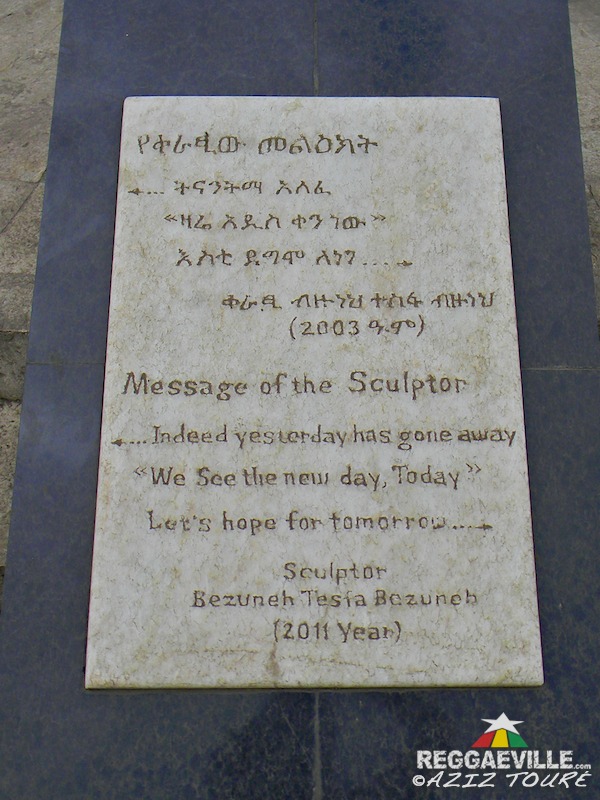 የቀራፂው መልዕክት
←... ትናንትማ አለፈ
«ዛሬ አዲስ ቀን ነው»
እስቲ ደግሞ ለነገ....→
ቀራፂ ብዙነህ ተስፋ ብዙነህ
(2003 ዓ.ም)
Message of the Sculptor
←....Indeed yesterday has gone away
«We See the new day, Today»
Let's hope for tomorrow....→
Sculptor
Bezuneh Tesfa Bezuneh
(2011 Year)
REGGAEVILLE.com
©AZIZ TOURÉ